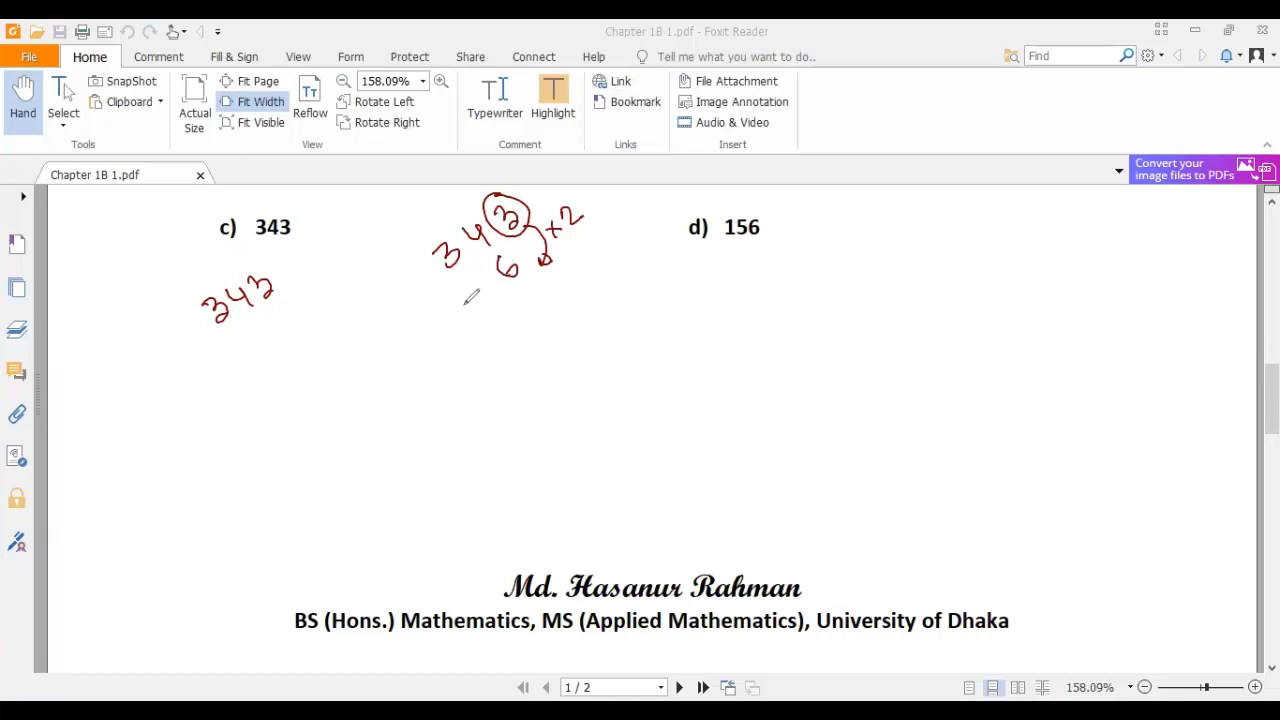 Chapter 1B 1.pdf - Foxit Reader
File Home Comment Fill & Sign View Form Protect Share Connect Help Tell me what you want to do.. Find
Hand
Select
SnapShot
Clipboard
Actual Size
Fit Page
Fit Width
Fit Visible
Reflow
158.09%
Rotate Left
Rotate Right
Typewriter
Highlight
Link
Bookmark
File Attachment
Image Annotation
Audio & Video
Tools View Comment Links Insert
Chapter 1B 1.pdf
Convert your
image files to PDFs
c) 343
3 4 3 ×2
6
d) 156
343
Md. Hasanur Rahman
BS (Hons.) Mathematics, MS (Applied Mathematics), University of Dhaka
1 / 2 158.09%